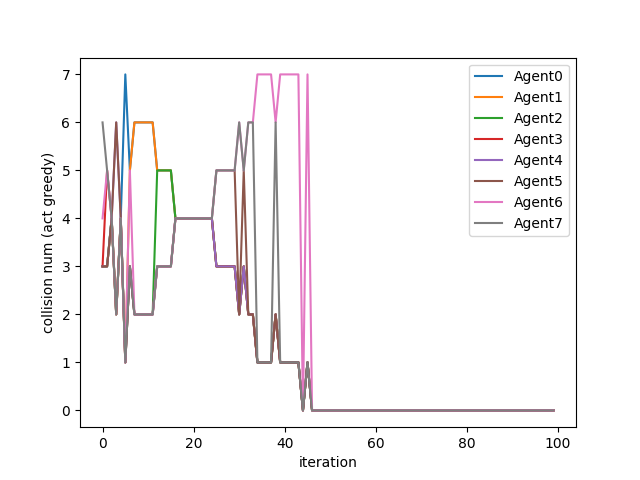 collision num (act greedy)
7
6
5
4
3
2
1
0
Agent0
Agent1
Agent2
Agent3
Agent4
Agent5
Agent6
Agent7
0 20 40 60 80 100
iteration